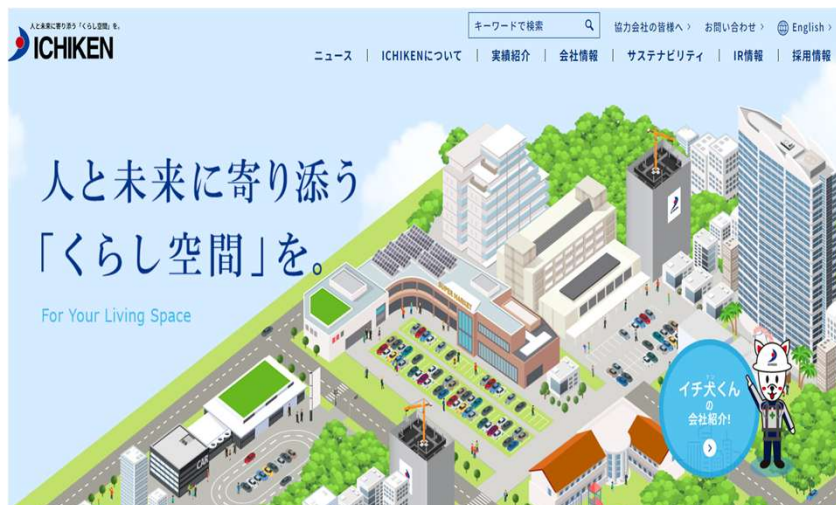 人と未来に寄り添う「くらし空間」を。
ICHIKEN
キーワードで検索
協力会社の皆様へ
お問い合わせ
English
ニュース | ICHIKENについて | 実績紹介 | 会社情報 | サステナビリティ | IR情報 | 採用情報
人と未来に寄り添う
「くらし空間」を。
For Your Living Space
SUPER MARKET
CAR
イチ犬くん
ケン
の
会社紹介!